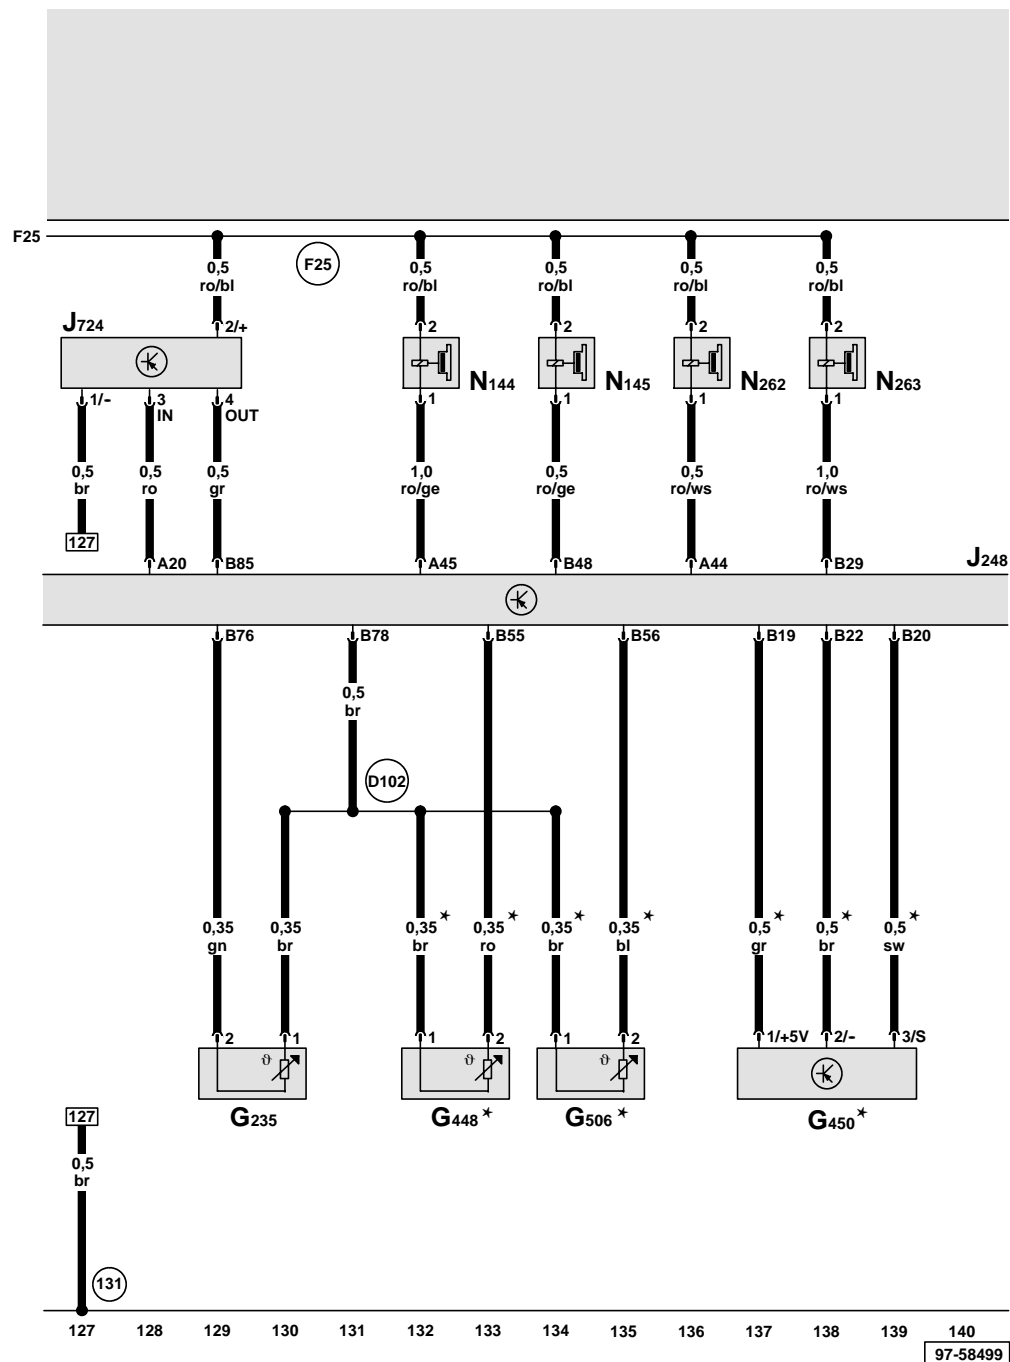 F25
F25
0,5 0,5 0,5 0,5 0,5
ro/bl ro/bl ro/bl ro/bl ro/bl
J724 2/+ 2 2 2 2
N144 N145 N262 N263
1/- 3 4 1 1 1 1
IN OUT
0,5 0,5 0,5 1,0 0,5 0,5 1,0
br ro gr ro/ge ro/ge ro/ws ro/ws
127
A20 B85 A45 B48 A44 B29 J248
B76 B78 B55 B56 B19 B22 B20
0,5
br
D102
0,35 0,35 0,35* 0,35* 0,35* 0,35* 0,5* 0,5* 0,5*
gn br br ro br bl gr br sw
2 1 1 2 1 2 1/+5V 2/- 3/S
ϑ ϑ ϑ
G235 G448* G506* G450*
127
0,5
br
131
127 128 129 130 131 132 133 134 135 136 137 138 139 140
97-58499